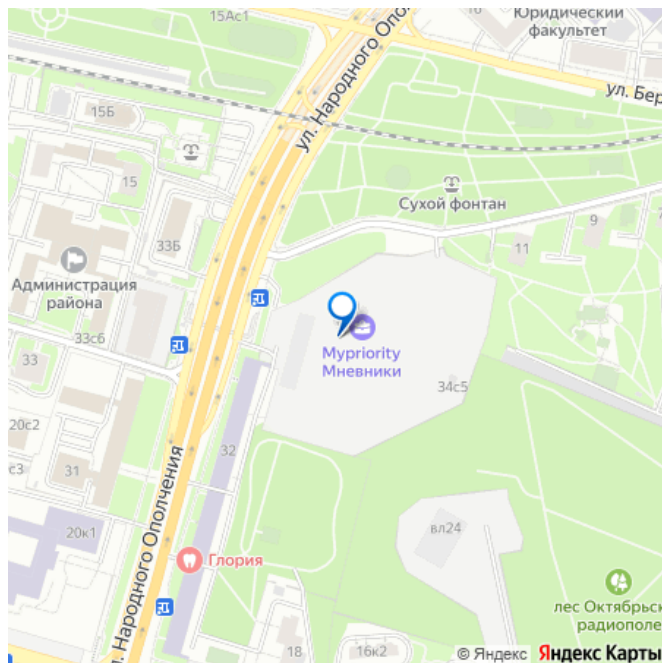 15Ас1
Юридический
факультет
ул. Народного Опол
ул. Бер
15Б
15
Сухой фонтан
9
11
33Б
Администрация
района
33с6
33
Mypriority
Мневники
34с5
20с2
с3
31
32
20к1
ул. Народного Ополчения
вл24
Глория
лес Октябрьск
радиополе
18
16к2
© Яндекс
Яндекс Карты